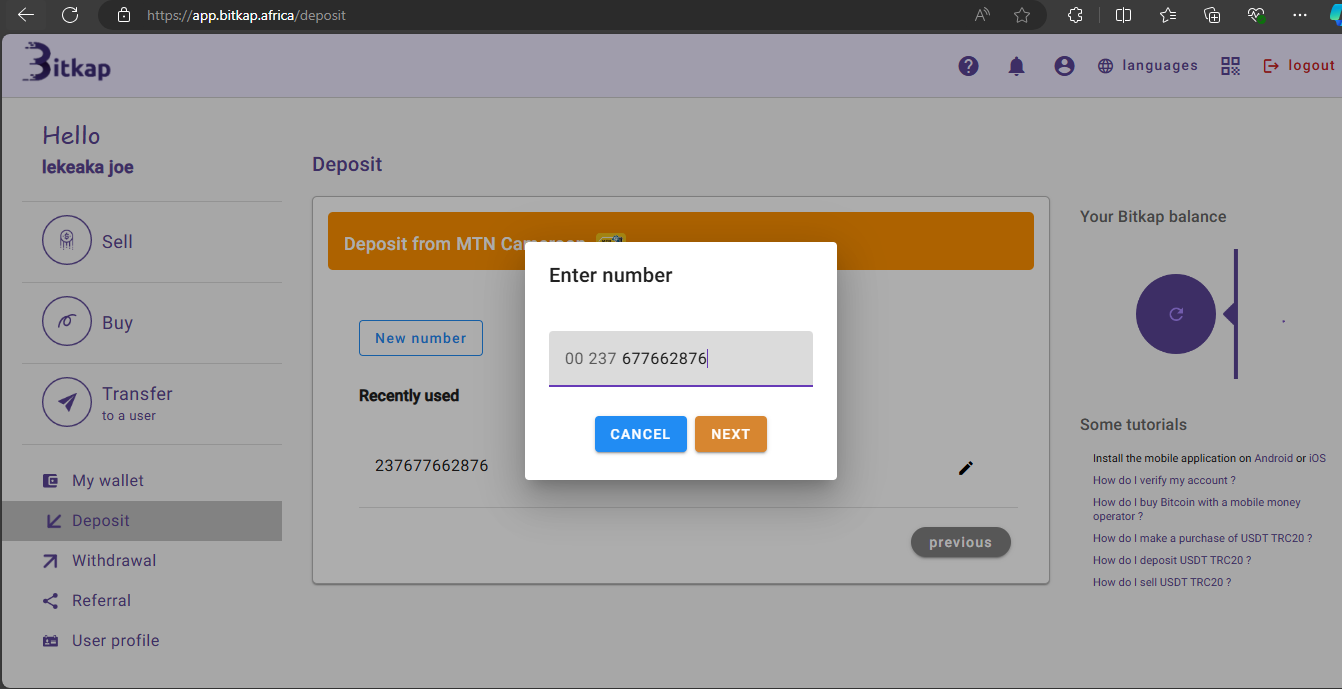 https://app.bitkap.africa/deposit
Bitkap
languages
logout
Hello
lekeaka joe
Sell
Buy
Transfer
to a user
My wallet
Deposit
Withdrawal
Referral
User profile
Deposit
Deposit from MTN Cameroon
New number
Recently used
237677662876
previous
Enter number
00 237 677662876
CANCEL
NEXT
Your Bitkap balance
Some tutorials
Install the mobile application on Android or iOS
How do I verify my account ?
How do I buy Bitcoin with a mobile money
operator ?
How do I make a purchase of USDT TRC20 ?
How do I deposit USDT TRC20 ?
How do I sell USDT TRC20 ?